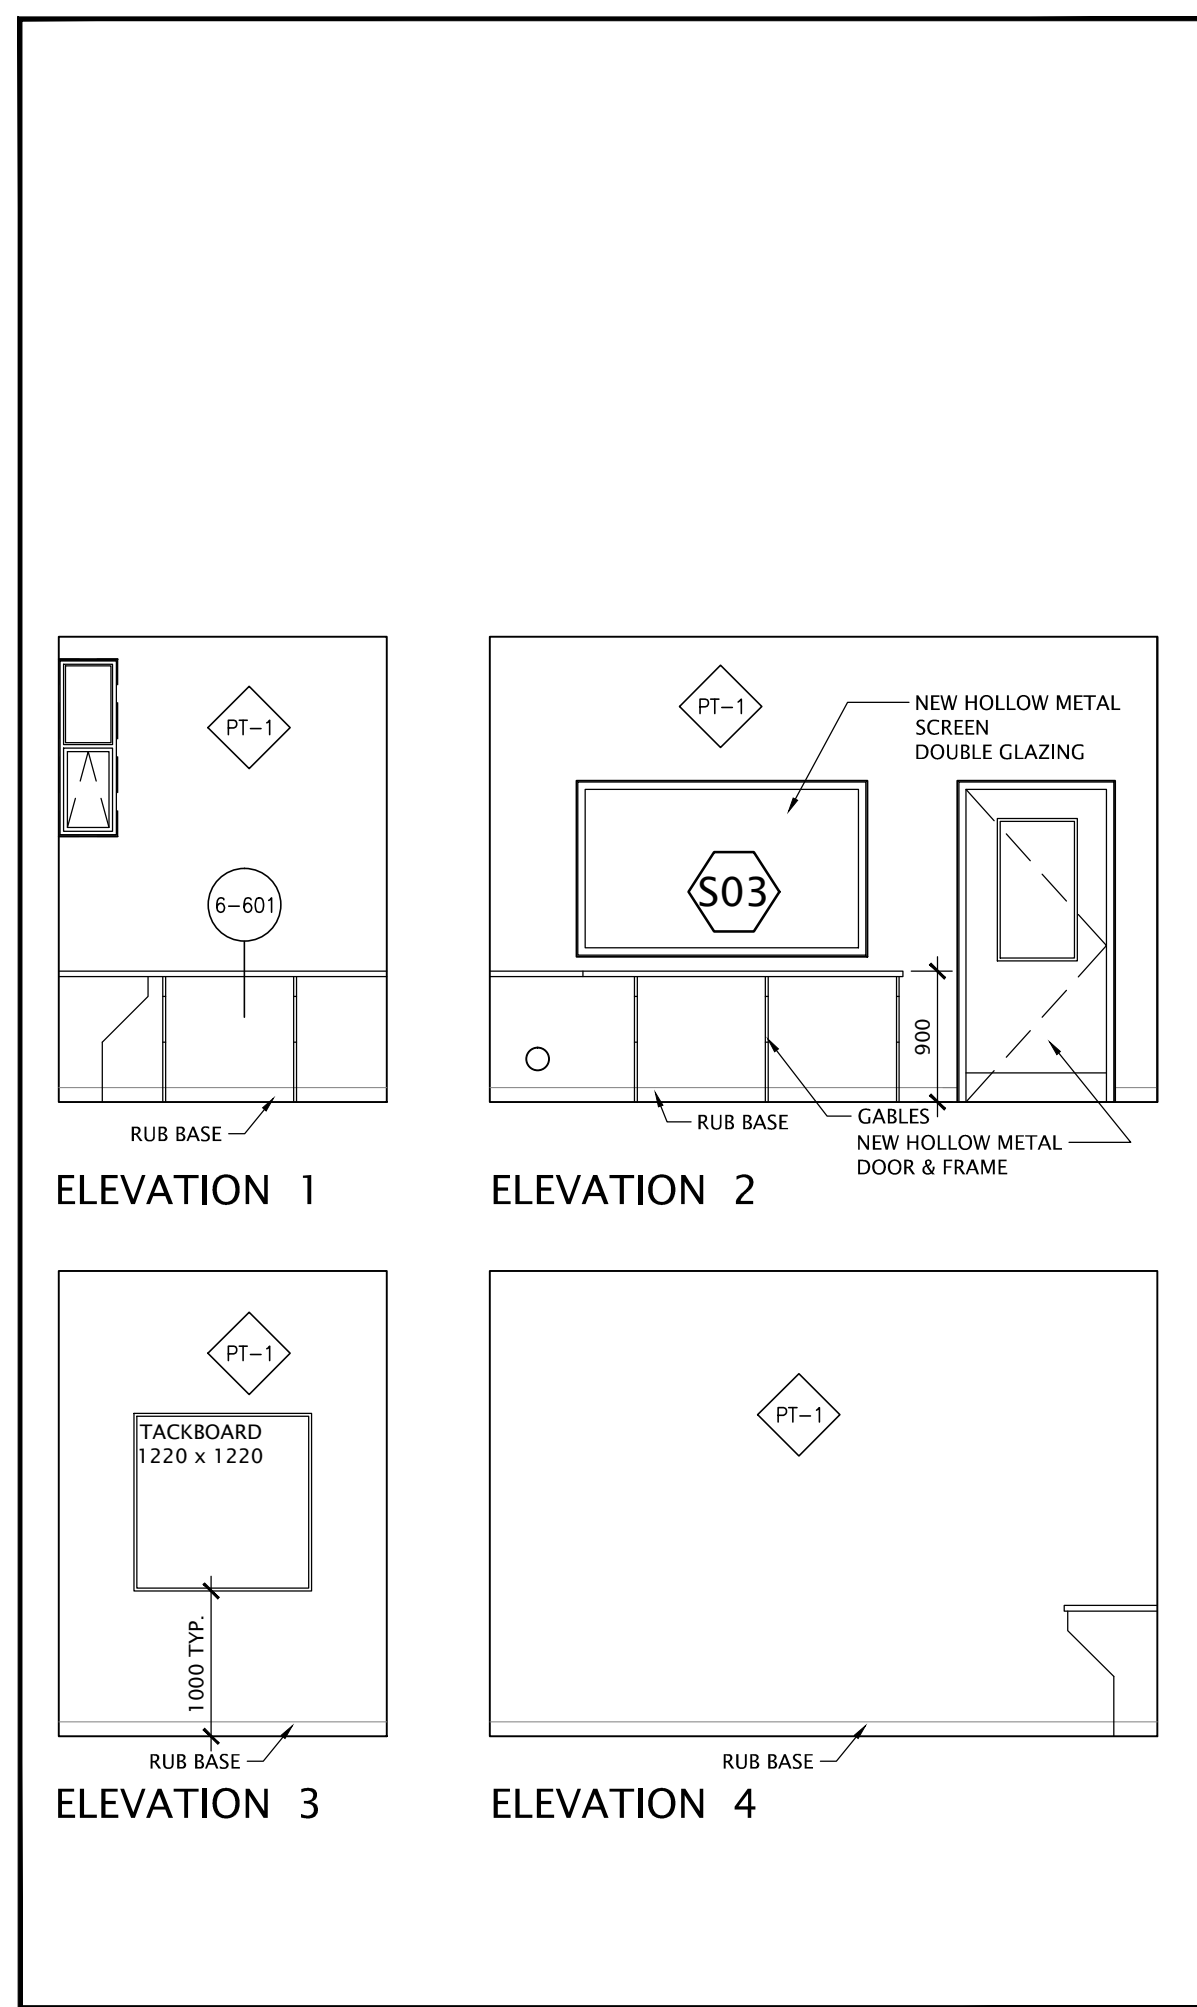 PT-1
6-601
RUB BASE
ELEVATION 1
PT-1
NEW HOLLOW METAL
SCREEN
DOUBLE GLAZING
S03
900
RUB BASE
GABLES
NEW HOLLOW METAL
DOOR & FRAME
ELEVATION 2
PT-1
TACKBOARD
1220 x 1220
1000 TYP.
RUB BASE
ELEVATION 3
PT-1
RUB BASE
ELEVATION 4